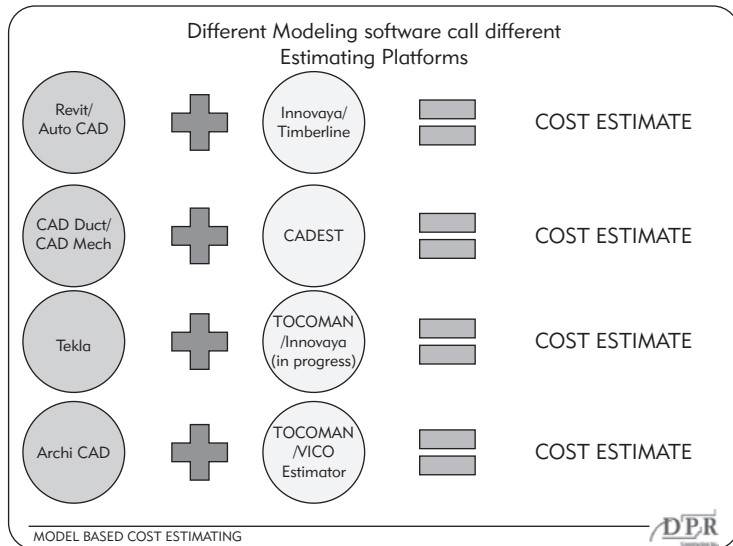 Different Modeling software call different
Estimating Platforms
Revit/
Auto CAD
Innovaya/
Timberline
COST ESTIMATE
CAD Duct/
CAD Mech
CADEST
COST ESTIMATE
Tekla
TOCOMAN
/Innovaya
(in progress)
COST ESTIMATE
Archi CAD
TOCOMAN
/VICO
Estimator
COST ESTIMATE
MODEL BASED COST ESTIMATING
DPR